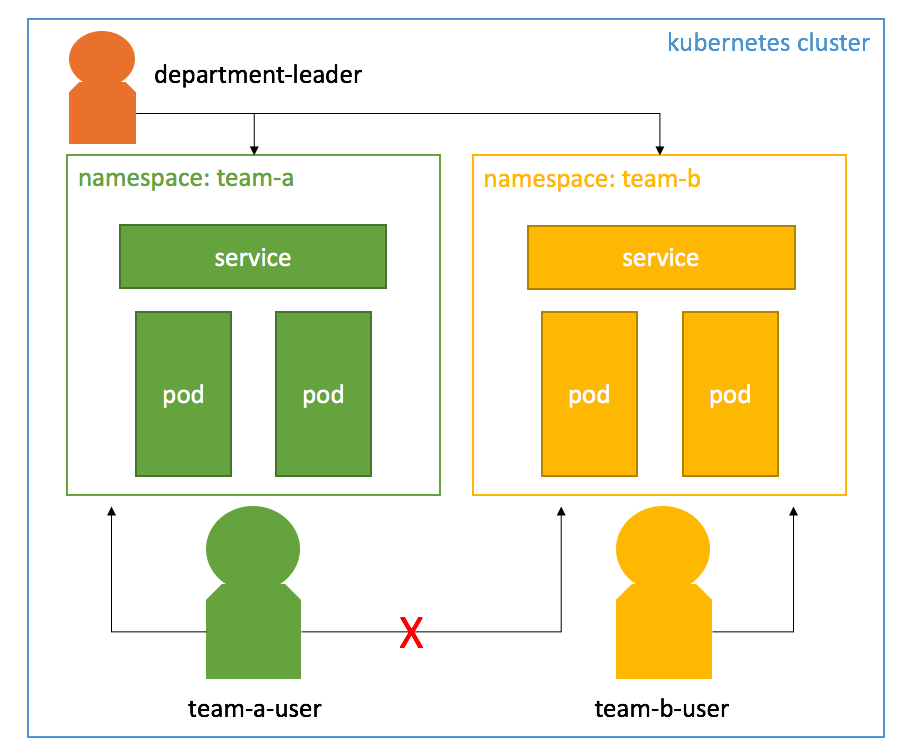 kubernetes cluster
department-leader
namespace: team-a
namespace: team-b
service
service
pod
pod
pod
pod
X
team-a-user
team-b-user